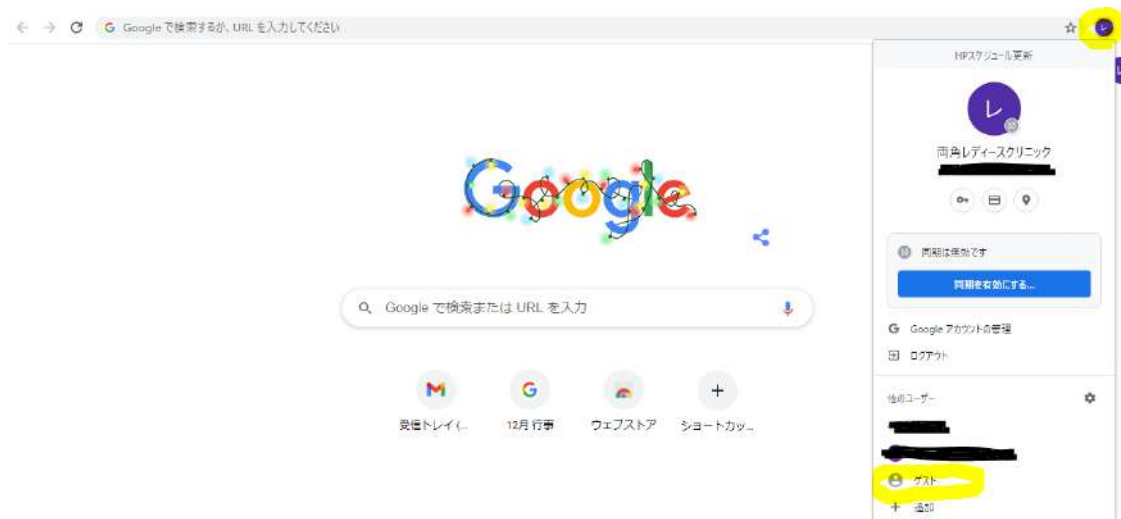 Google で検索するか、URL を入力してください
HPスケジュール更新
レ
両角レディースクリニック
同期は無効です
同期を有効にする...
Google アカウントの管理
ログアウト
他のユーザー
ゲスト
追加
Google
Google で検索または URL を入力
受信トレイ (...
12月 行事
ウェブストア
ショートカッ...